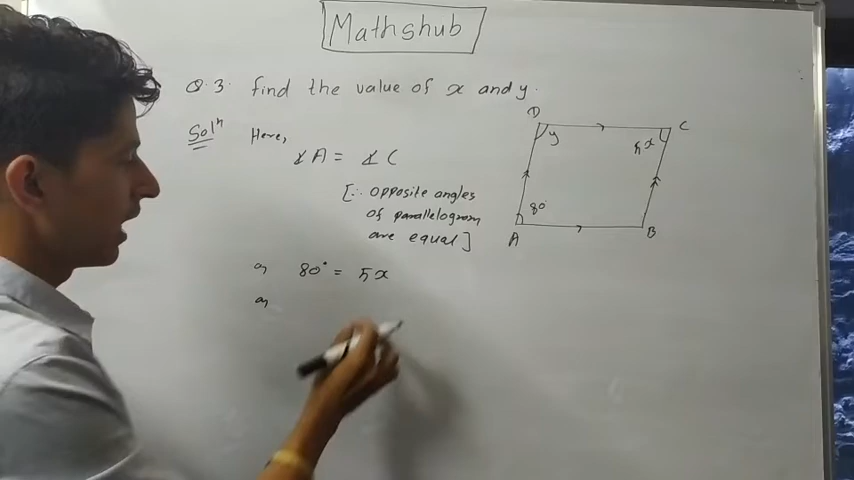 Mathshub
Q.3. find the value of x and y.
Solⁿ Here,
∡A = ∡C
[∵ opposite angles
of parallelogram
are equal]
or 80° = 5x
or
D
C
y
5x
80°
A
B